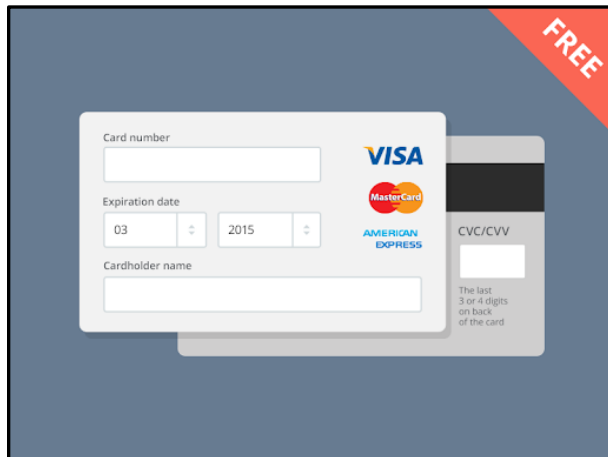 FREE
Card number
VISA
Expiration date
MasterCard
03
2015
AMERICAN
EXPRESS
CVC/CVV
Cardholder name
The last
3 or 4 digits
on back
of the card